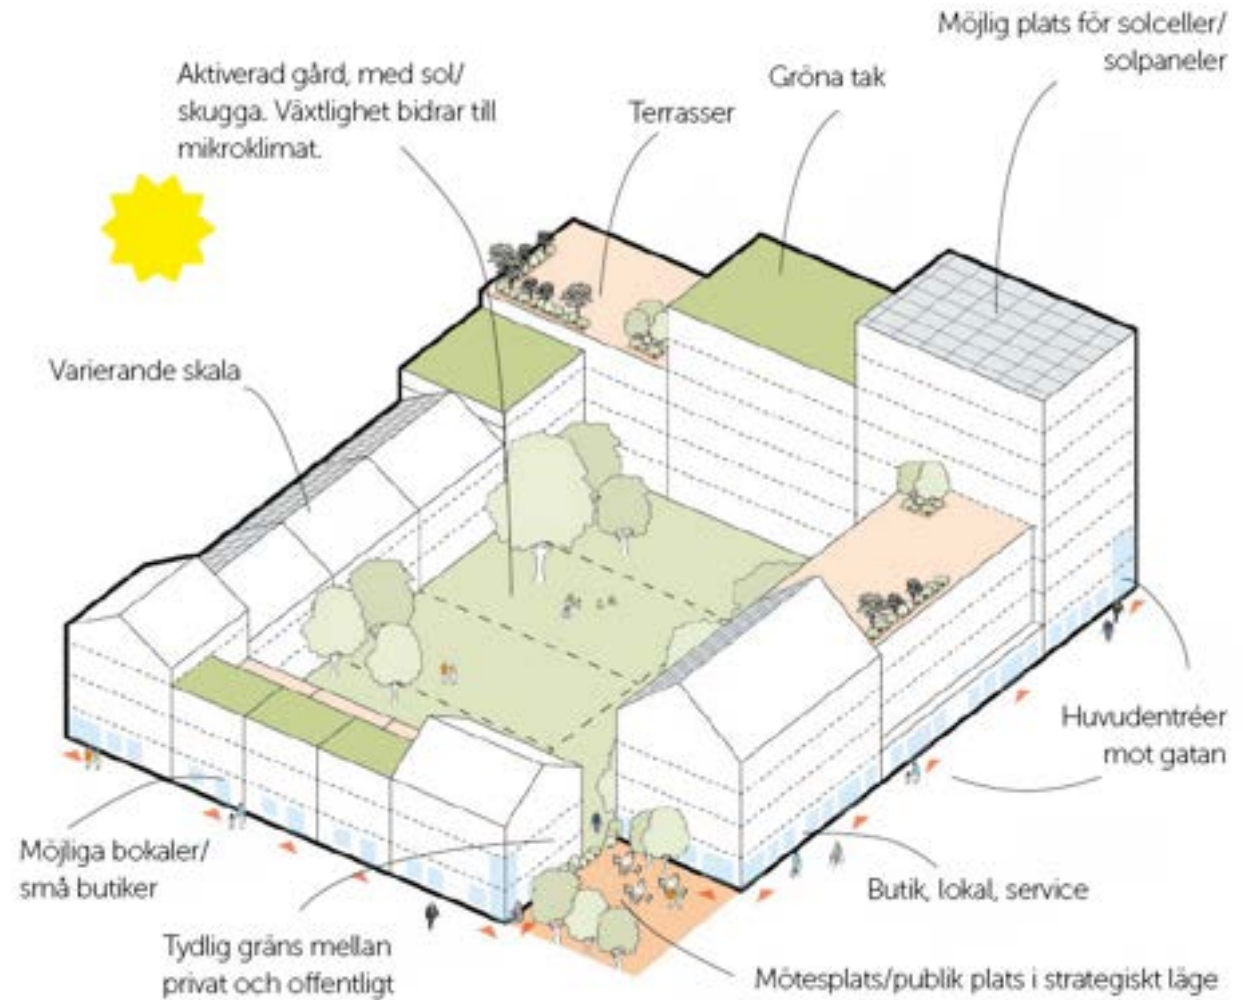 Möjlig plats för solceller/
solpaneler
Gröna tak
Terrasser
Aktiverad gård, med sol/
skugga. Växtlighet bidrar till
mikroklimat.
Varierande skala
Huvudentréer
mot gatan
Möjliga bokaler/
små butiker
Butik, lokal, service
Tydlig gräns mellan
privat och offentligt
Mötesplats/publik plats i strategiskt läge